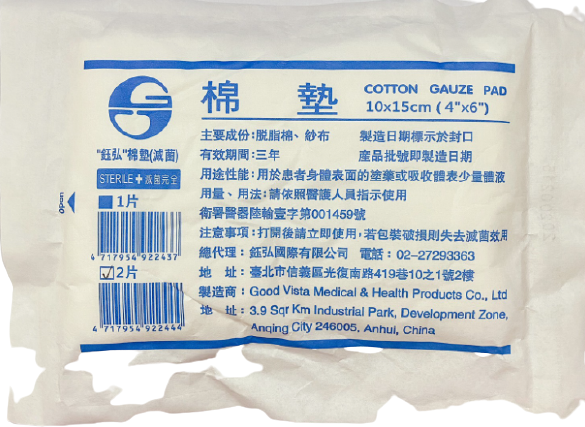 棉 墊
COTTON GAUZE PAD
10x15cm ( 4"x6")
主要成份:脱脂棉、紗布
製造日期標示於封口
有效期間:三年
產品批號即製造日期
用途性能:用於患者身體表面的塗藥或吸收體表少量體液
用量、用法:請依照醫護人員指示使用
衛署醫器陸輸壹字第001459號
注意事項:打開後請立即使用,若包裝破損則失去滅菌效用
總代理:鈺弘國際有限公司 電話:02-27293363
地 址:臺北市信義區光復南路419巷10之1號2樓
製造商:Good Vista Medical & Health Products Co., Ltd
地 址:3.9 Sqr Km Industrial Park, Development Zone,
Anqing City 246005, Anhui, China
"鈺弘"棉墊(滅菌)
STERILE+滅菌完全
1片
4 717954 922437
2片
4 717954 922444
open